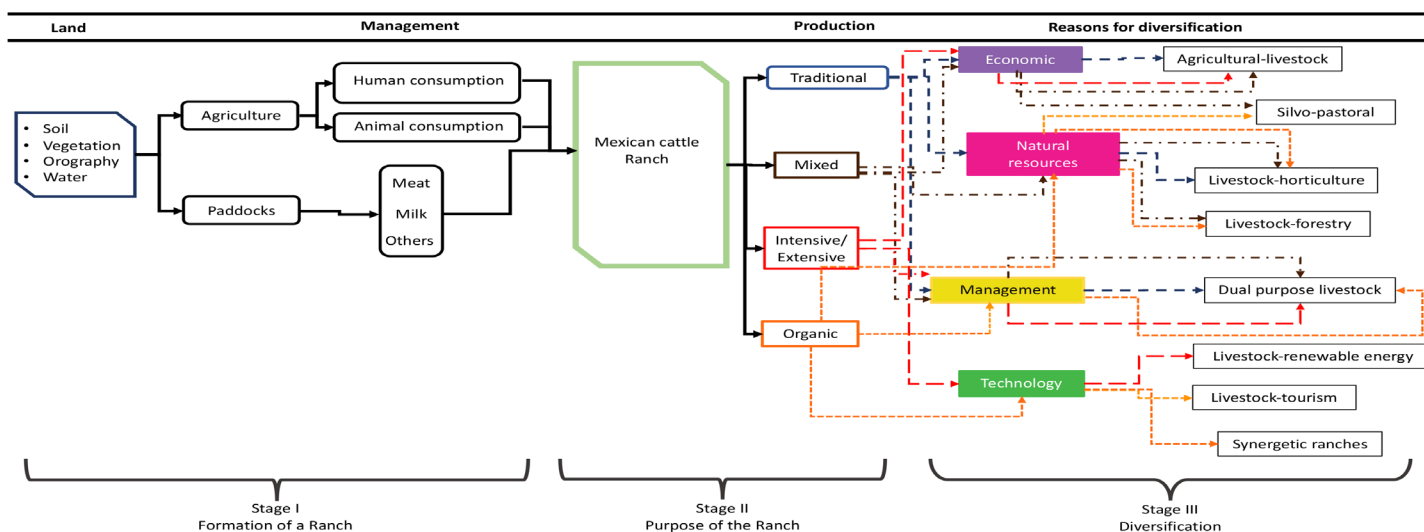 Land
Management
Production
Reasons for diversification
Soil
Vegetation
Orography
Water
Agriculture
Paddocks
Human consumption
Animal consumption
Meat
Milk
Others
Mexican cattle
Ranch
Traditional
Mixed
Intensive/
Extensive
Organic
Economic
Natural
resources
Management
Technology
Agricultural-livestock
Silvo-pastoral
Livestock-horticulture
Livestock-forestry
Dual purpose livestock
Livestock-renewable energy
Livestock-tourism
Synergetic ranches
Stage I
Formation of a Ranch
Stage II
Purpose of the Ranch
Stage III
Diversification